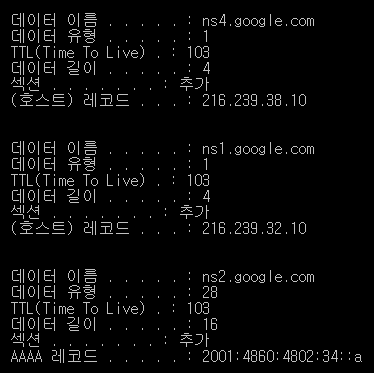 데이터 이름 . . . . . : ns4.google.com
데이터 유형 . . . . . : 1
TTL(Time To Live) . : 103
데이터 길이 . . . . . : 4
섹션 . . . . . . . : 추가
(호스트) 레코드 . . . : 216.239.38.10
데이터 이름 . . . . . : ns1.google.com
데이터 유형 . . . . . : 1
TTL(Time To Live) . : 103
데이터 길이 . . . . . : 4
섹션 . . . . . . . : 추가
(호스트) 레코드 . . . : 216.239.32.10
데이터 이름 . . . . . : ns2.google.com
데이터 유형 . . . . . : 28
TTL(Time To Live) . : 103
데이터 길이 . . . . . : 16
섹션 . . . . . . . : 추가
AAAA 레코드 . . . . . : 2001:4860:4802:34::a